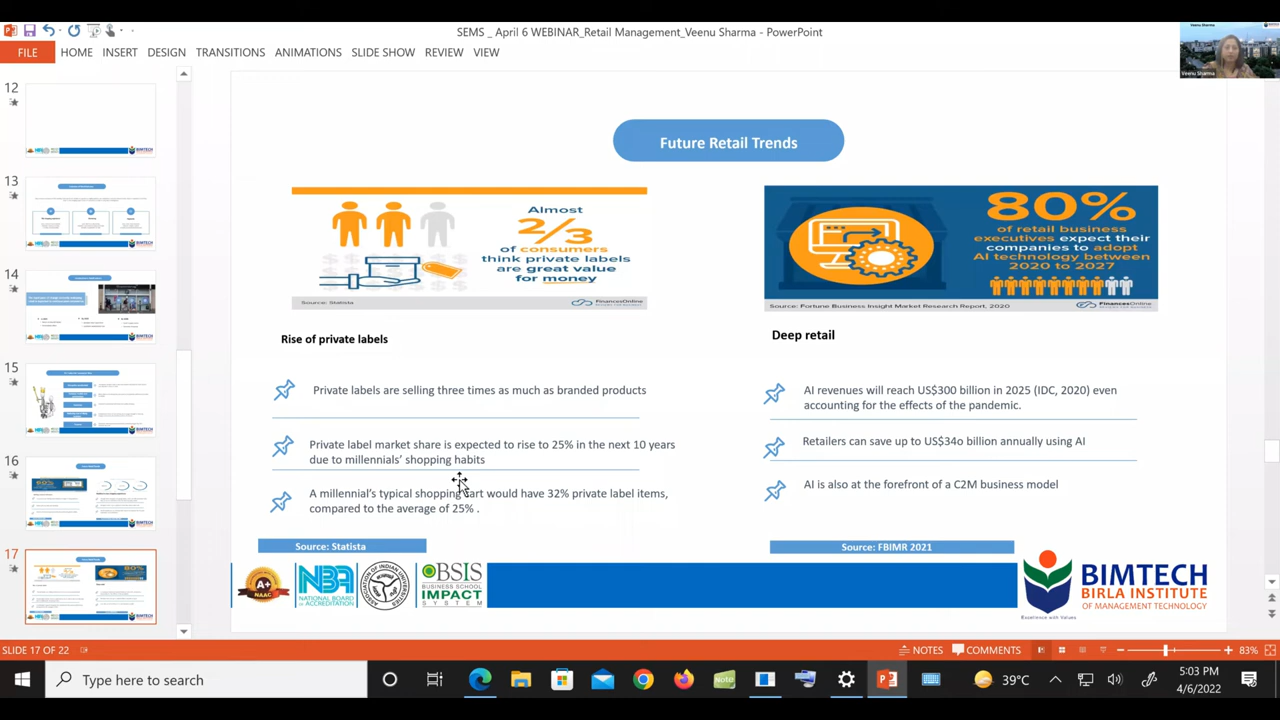 SEMS _ April 6 WEBINAR_Retail Management_Veenu Sharma - PowerPoint
Veenu Sharma
Veenu Sharma
FILE HOME INSERT DESIGN TRANSITIONS ANIMATIONS SLIDE SHOW REVIEW VIEW
12
13
14
15
16
17
Future Retail Trends
Almost
2/3
of consumers
think private labels
are great value
for money
Source: Statista
FinancesOnline
80%
of retail business
executives expect their
companies to adopt
AI technology between
2020 to 2027
Source: Fortune Business Insight Market Research Report, 2020
FinancesOnline
Rise of private labels
Private labels are selling three times as much as branded products
Private label market share is expected to rise to 25% in the next 10 years
due to millennials' shopping habits
A millennial's typical shopping cart would have 32% private label items,
compared to the average of 25% .
Source: Statista
Deep retail
AI revenues will reach US$300 billion in 2025 (IDC, 2020) even
accounting for the effects of the pandemic.
Retailers can save up to US$34o billion annually using AI
AI is also at the forefront of a C2M business model
Source: FBIMR 2021
A+
NAAC
NBA
NATIONAL BOARD
of ACCREDITATION
BSIS
BUSINESS SCHOOL
IMPACT
SYSTEM
BIMTECH
BIRLA INSTITUTE
OF MANAGEMENT TECHNOLOGY
Excellence with Values
SLIDE 17 OF 22
NOTES COMMENTS 83%
Type here to search
Note
39°C
5:03 PM
4/6/2022